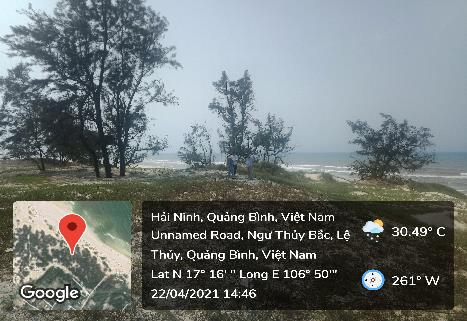 Hải Ninh, Quảng Bình, Việt Nam
Unnamed Road, Ngư Thủy Bắc, Lệ
Thủy, Quảng Bình, Việt Nam
Lat N 17° 16' " Long E 106° 50'"
22/04/2021 14:46
30.49° C
261° W
Google